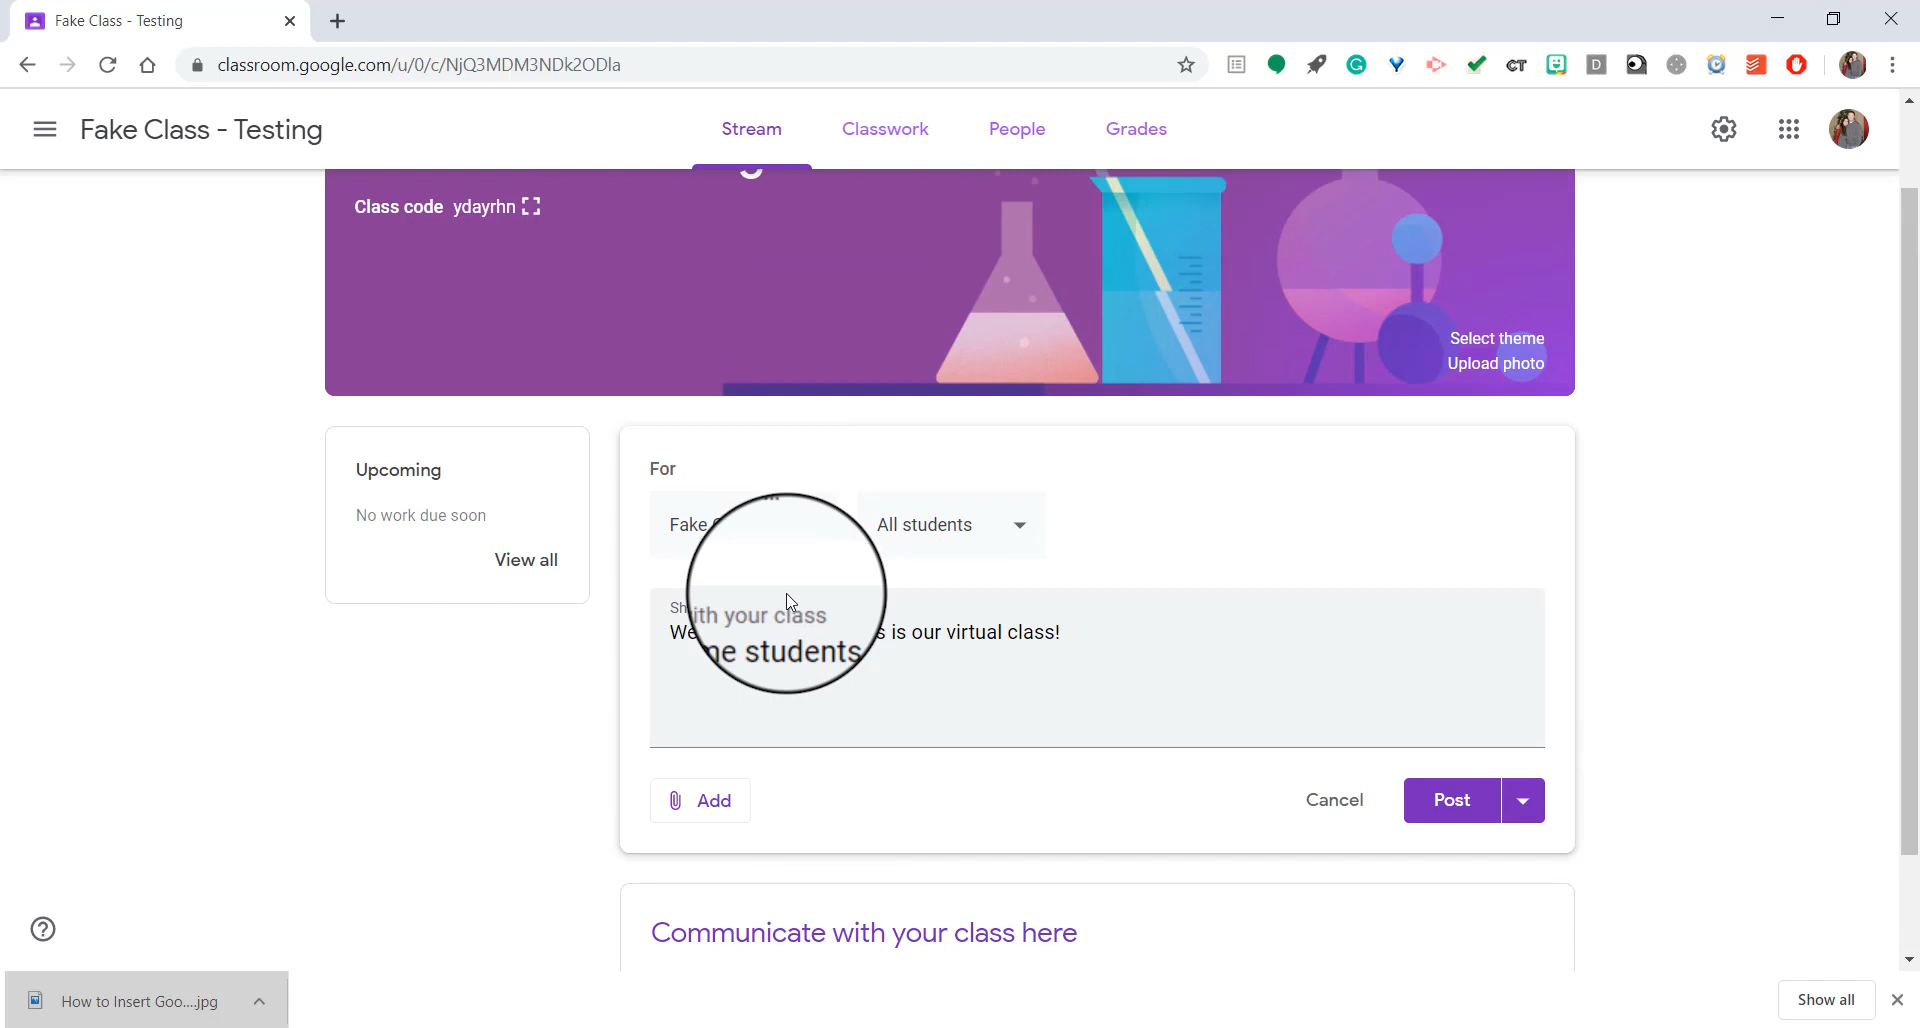 Fake Class - Testing
classroom.google.com/u/0/c/NjQ3MDM3NDk2ODla
Fake Class - Testing
Stream
Classwork
People
Grades
Class code ydayrhn
Select theme
Upload photo
Upcoming
No work due soon
View all
For
Fake
All students
ith your class
We
s is our virtual class!
me students
Add
Cancel
Post
Communicate with your class here
How to Insert Goo....jpg
Show all